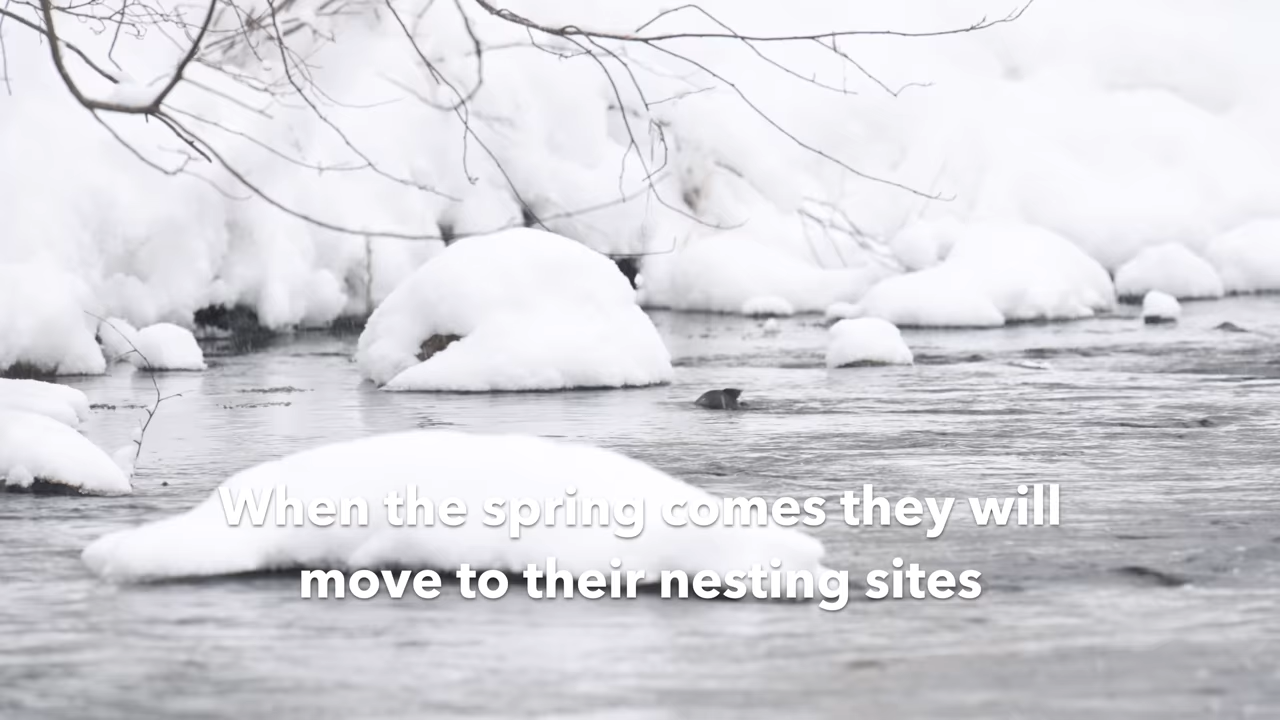 When the spring comes they will
move to their nesting sites